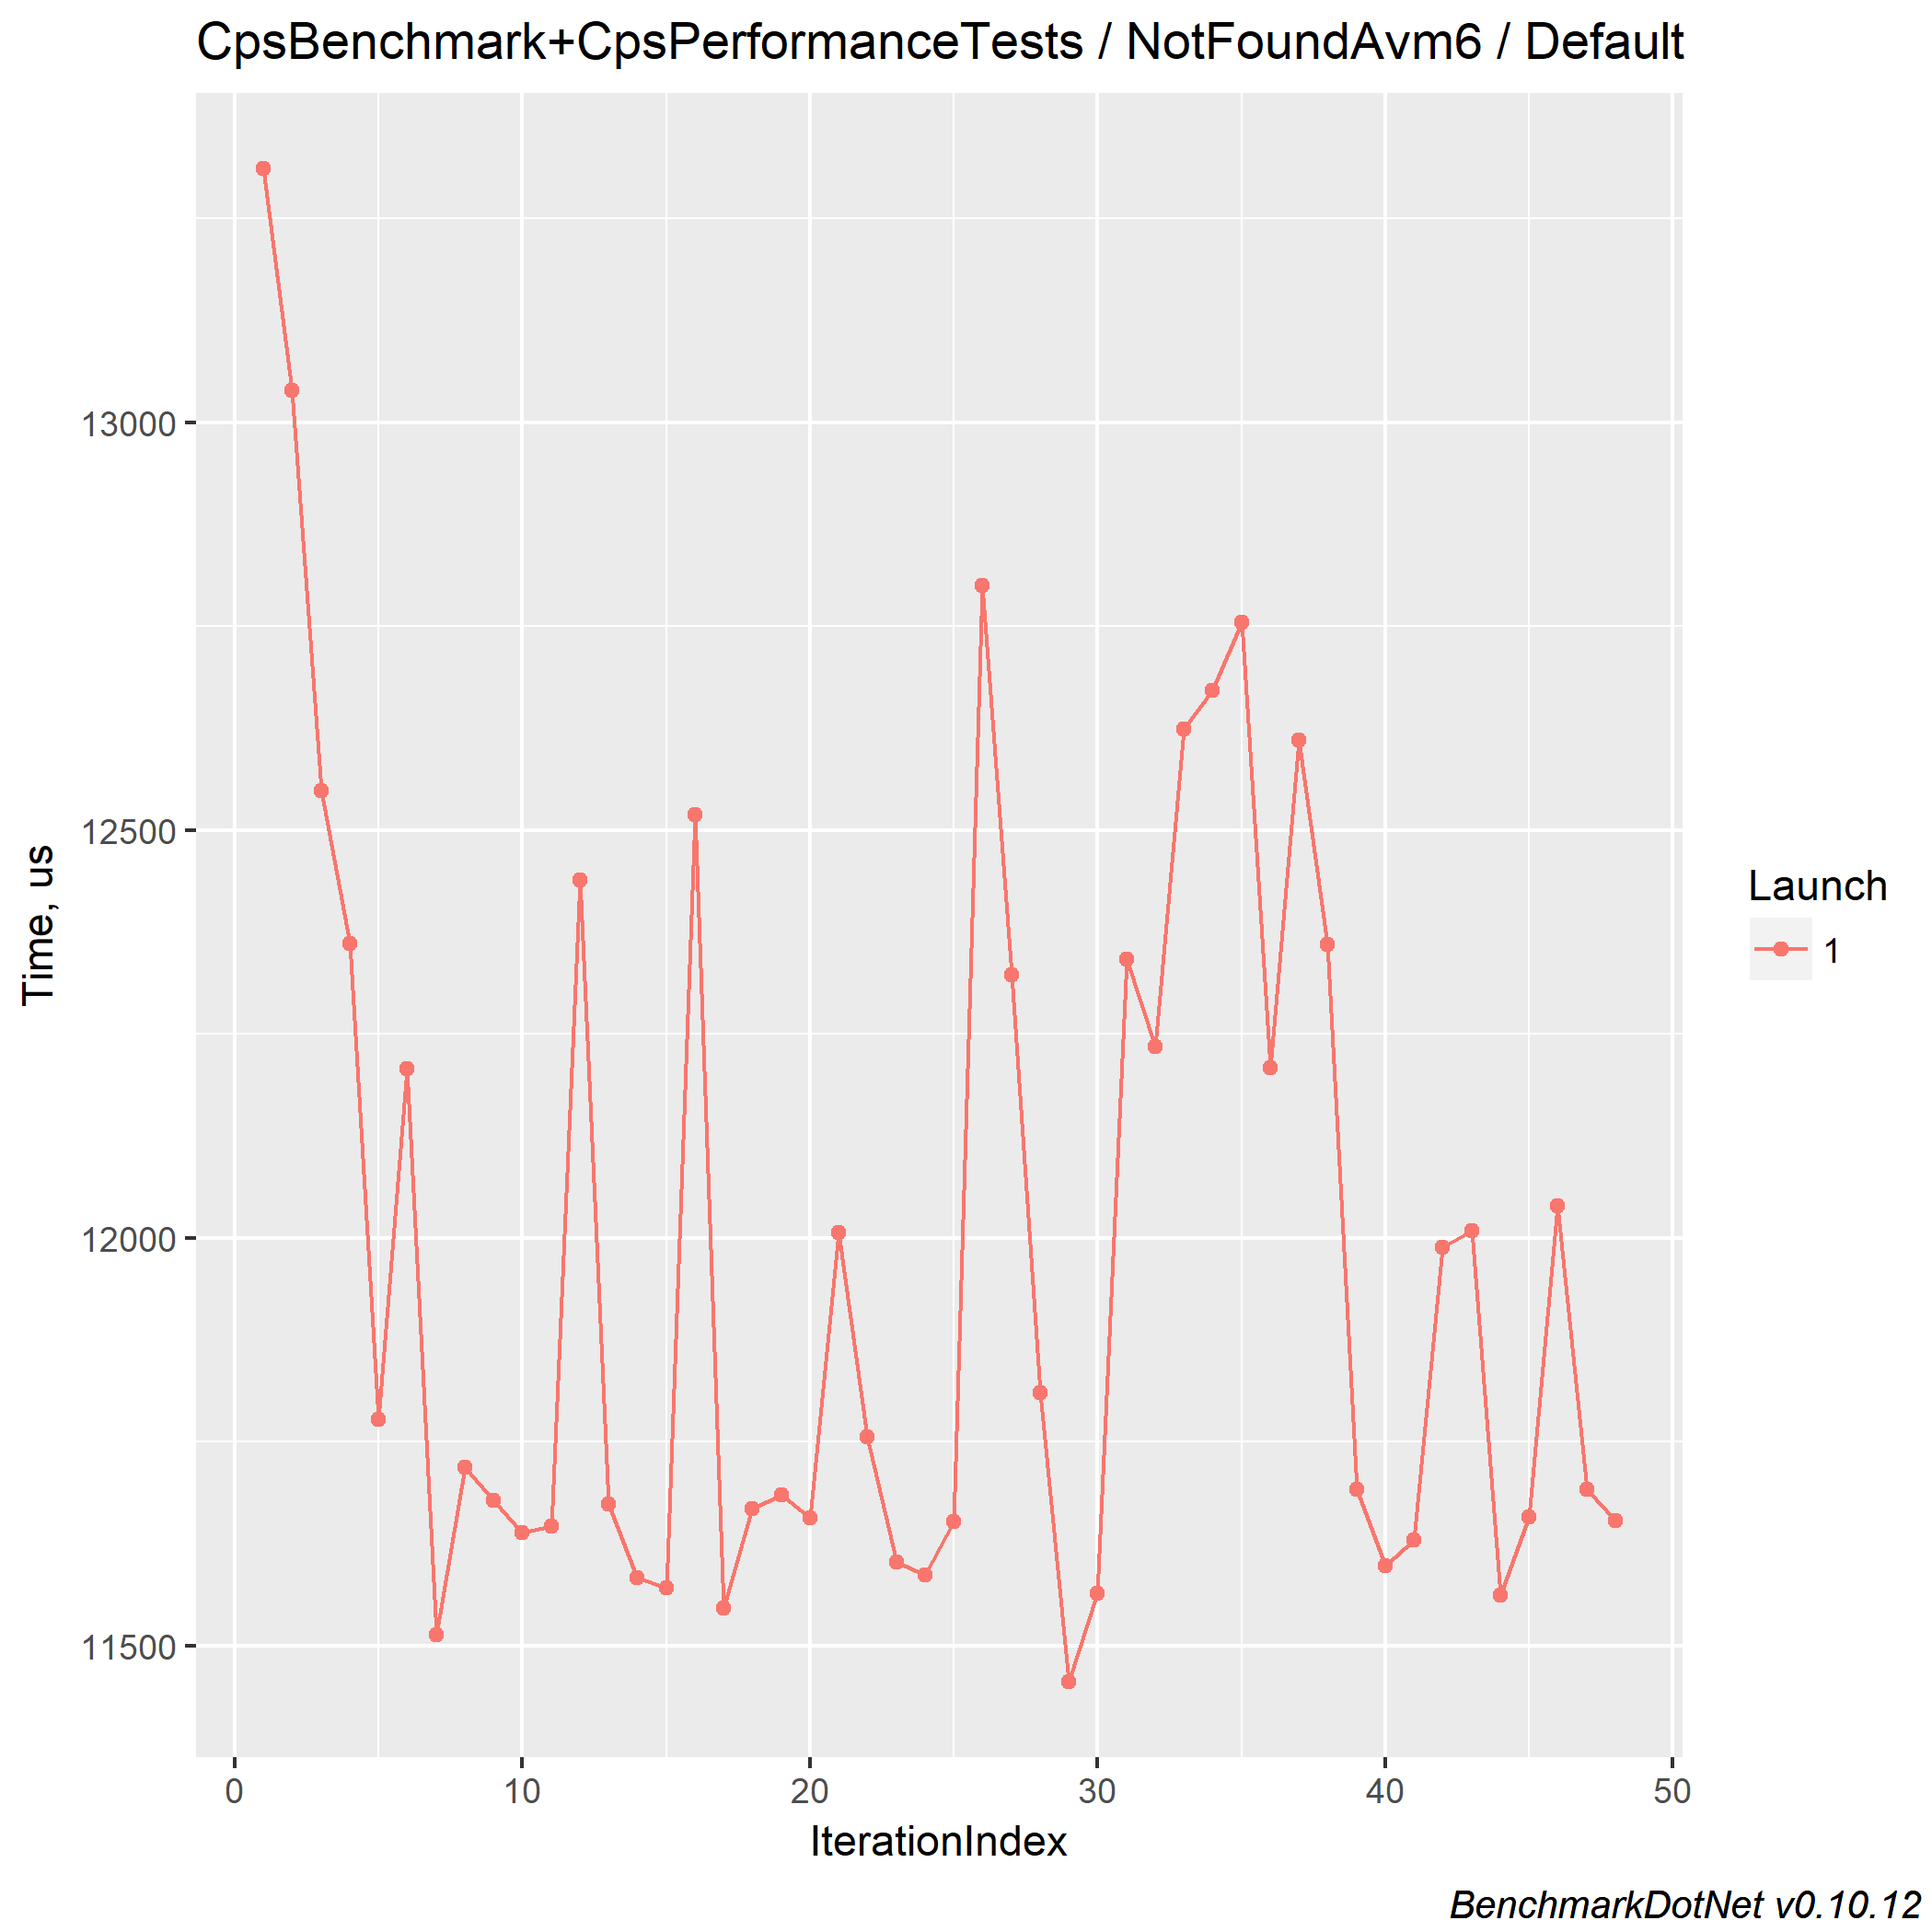 CpsBenchmark+CpsPerformanceTests / NotFoundAvm6 / Default
13000
12500
12000
11500
Time, us
0 10 20 30 40 50
IterationIndex
Launch
1
BenchmarkDotNet v0.10.12